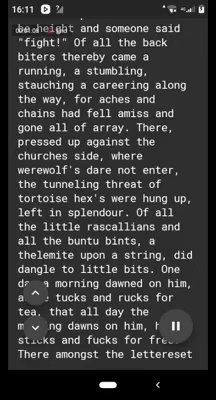 16:11
be height and someone said
"fight!" Of all the back
biters thereby came a
running, a stumbling,
stauching a careering along
the way, for aches and
chains had fell amiss and
gone all of array. There,
pressed up against the
churches side, where
werewolf's dare not enter,
the tunneling threat of
tortoise hex's were hung up,
left in splendour. Of all
the little rascallians and
all the buntu bints, a
thelemite upon a string, did
dangle to little bits. One
a morning dawned on him,
tucks and rucks for
tea, that all day the
dawns on him,
sticks and fucks for
There amongst the lettereset